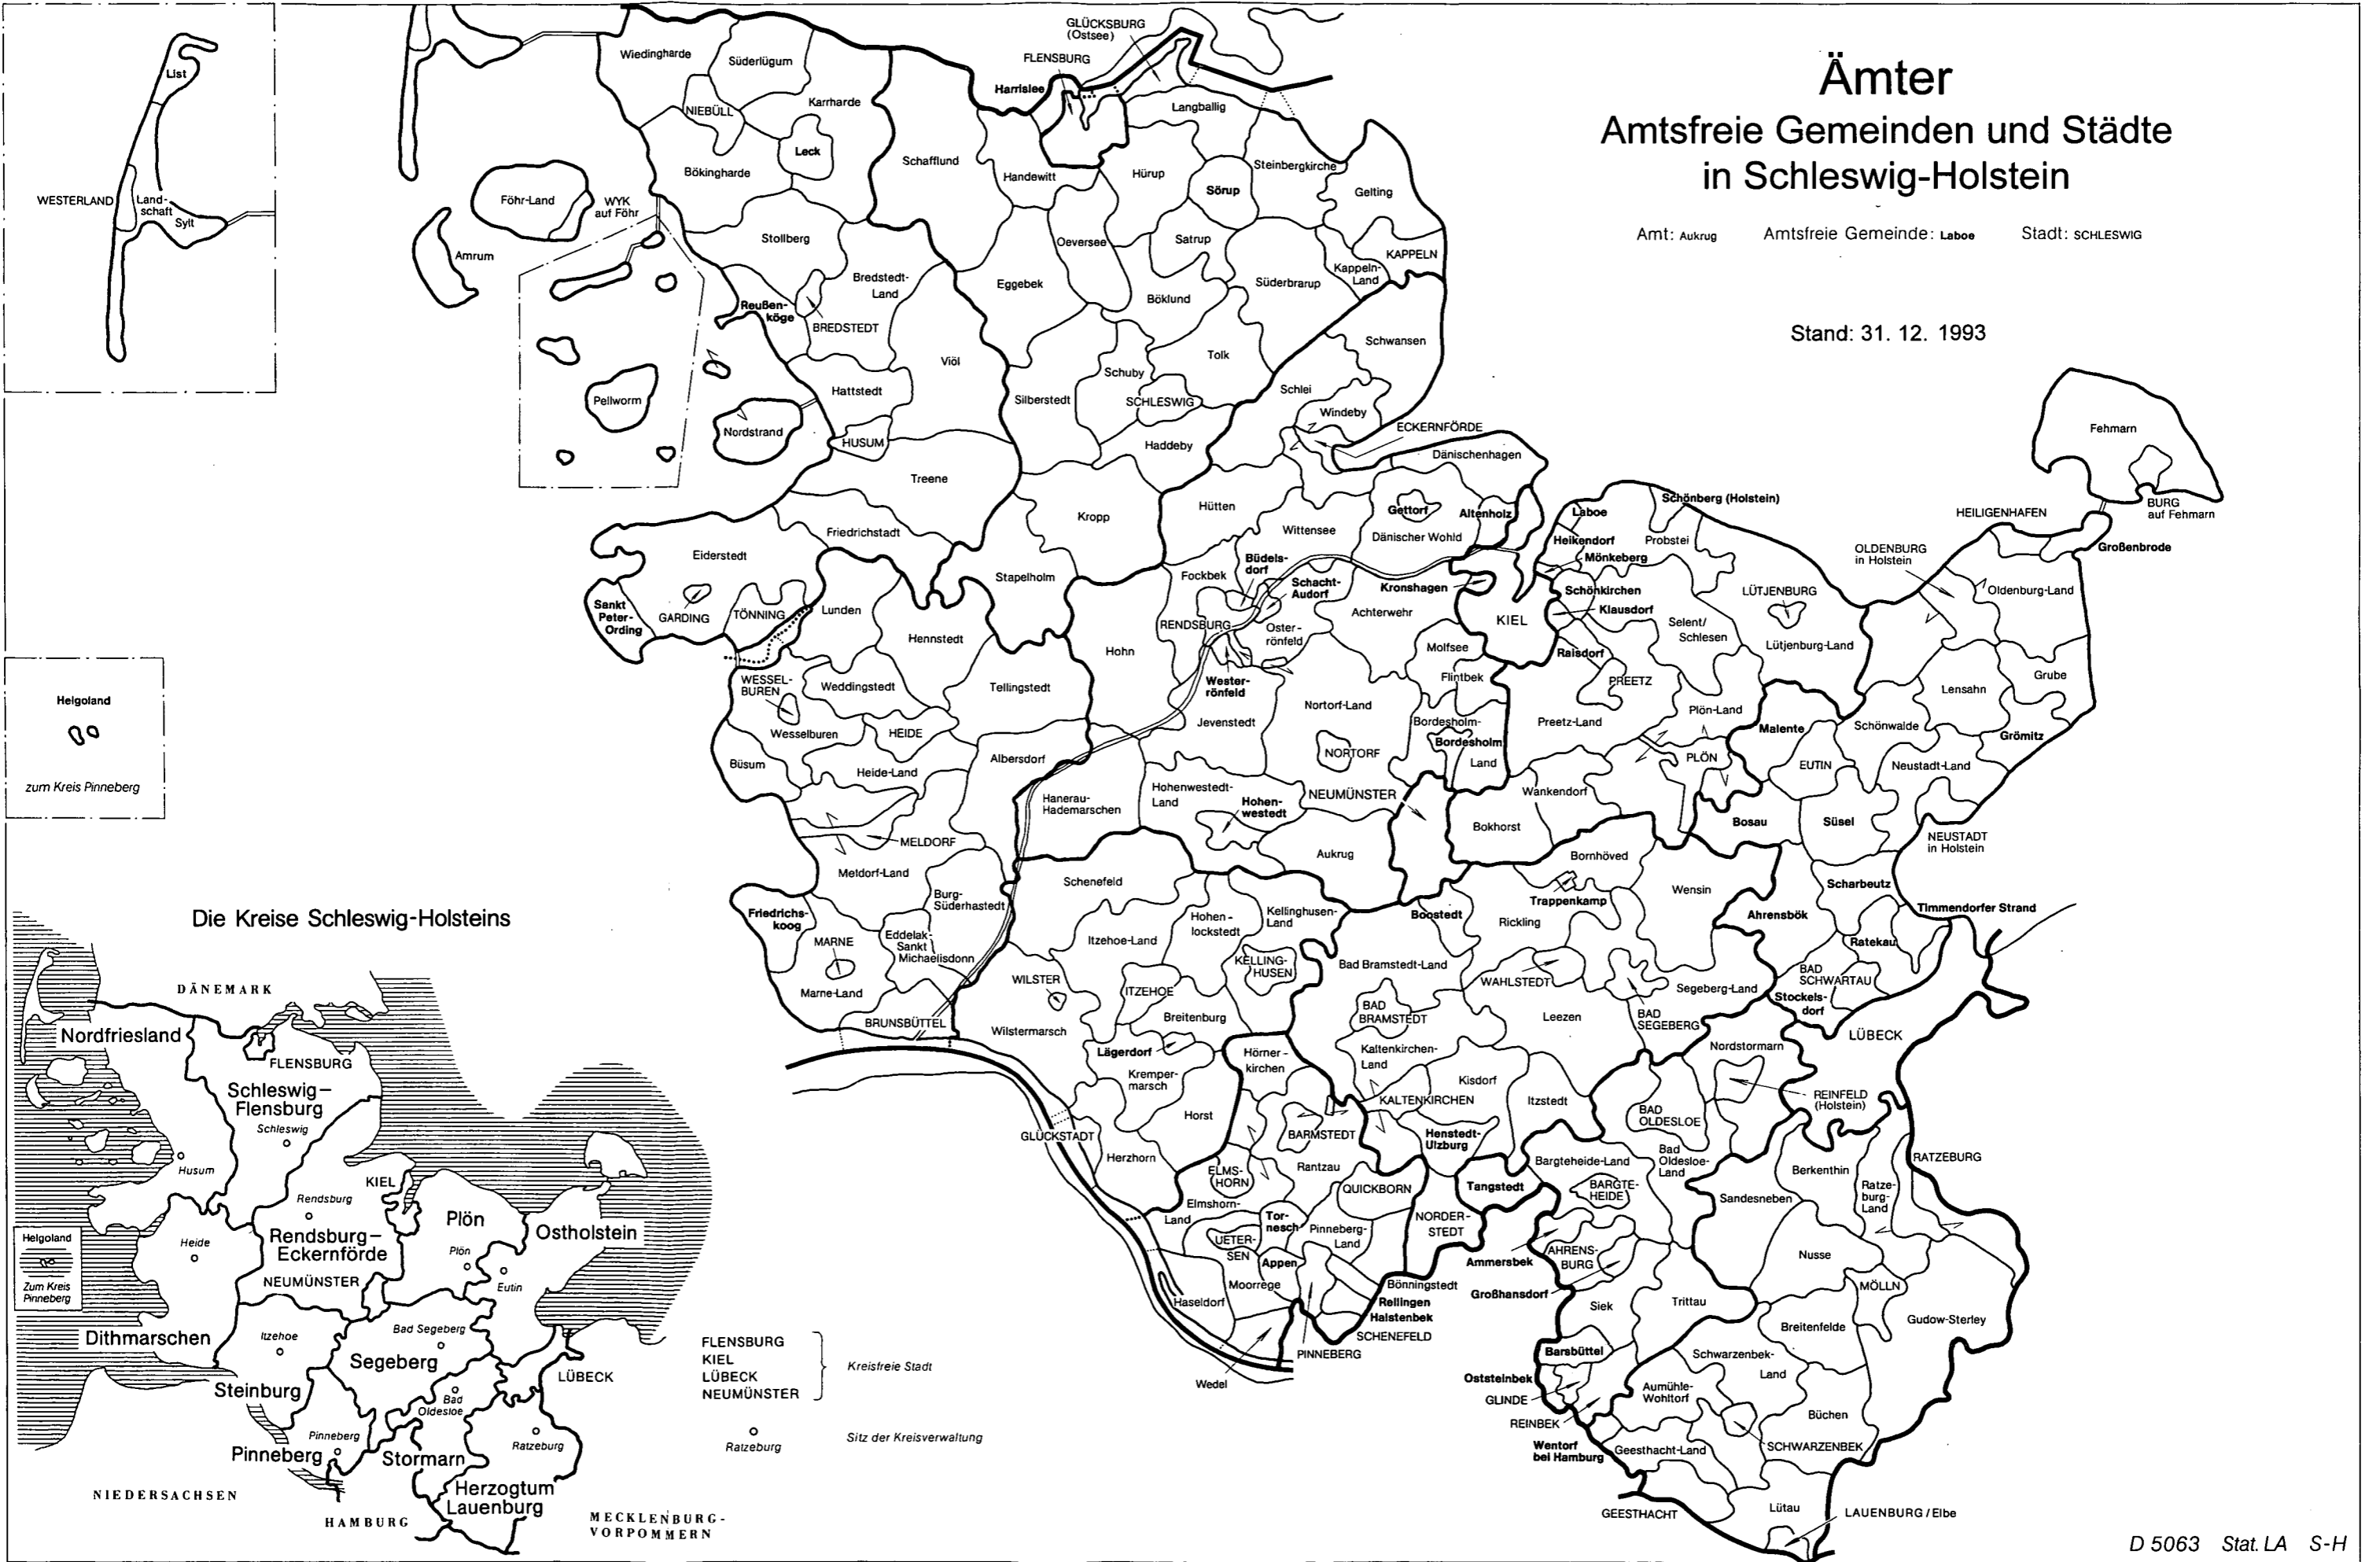 Ämter
Amtsfreie Gemeinden und Städte
in Schleswig-Holstein
Amt: Aukrug Amtsfreie Gemeinde: Laboe Stadt: SCHLESWIG
Stand: 31. 12. 1993
List
WESTERLAND
Land-
schaft
Sylt
Helgoland
zum Kreis Pinneberg
Wiedingharde
Süderlügum
NIEBÜLL
Karrharde
Leck
Bökingharde
Föhr-Land
WYK
auf Föhr
Amrum
Stollberg
Bredstedt-
Land
Reußen-
köge
BREDSTEDT
Viöl
Hattstedt
Pellworm
Nordstrand
HUSUM
Treene
Friedrichstadt
Eiderstedt
GARDING
TÖNNING
Sankt
Peter-
Ording
GLÜCKSBURG
(Ostsee)
FLENSBURG
Harrislee
Langballig
Schafflund
Handewitt
Hürup
Sörup
Steinbergkirche
Gelting
Oeversee
Satrup
KAPPELN
Kappeln-
Land
Eggebek
Böklund
Süderbrarup
Tolk
Schuby
Silberstedt
SCHLESWIG
Haddeby
Kropp
Stapelholm
Schwansen
Schlei
Windeby
ECKERNFÖRDE
Dänischenhagen
Hütten
Wittensee
Gettorf
Altenholz
Dänischer Wohld
Büdels-
dorf
Fockbek
Schacht-
Audorf
Kronshagen
Achterwehr
RENDSBURG
Oster-
rönfeld
KIEL
Hohn
Molfsee
Flintbek
Wester-
rönfeld
Jevenstedt
Nortorf-Land
NORTORF
Bordesholm-
Bordesholm
Land
Hanerau-
Hademarschen
Hohenwestedt-
Land
Hohen-
westedt
NEUMÜNSTER
Aukrug
Lunden
Hennstedt
WESSEL-
BUREN
Weddingstedt
Tellingstedt
Wesselburen
HEIDE
Büsum
Heide-Land
Albersdorf
MELDORF
Meldorf-Land
Burg-
Süderhastedt
Friedrichs-
koog
MARNE
Eddelak-
Sankt
Michaelisdonn
Marne-Land
BRUNSBÜTTEL
Laboe
Schönberg (Holstein)
Heikendorf
Probstei
Mönkeberg
Schönkirchen
Klausdorf
Selent/
Schlesen
LÜTJENBURG
Lütjenburg-Land
Raisdorf
PREETZ
Preetz-Land
Plön-Land
PLÖN
Wankendorf
Bokhorst
Fehmarn
BURG
auf Fehmarn
HEILIGENHAFEN
Großenbrode
OLDENBURG
in Holstein
Oldenburg-Land
Grube
Lensahn
Malente
Schönwalde
Grömitz
EUTIN
Neustadt-Land
Bosau
Süsel
NEUSTADT
in Holstein
Scharbeutz
Timmendorfer Strand
Ahrensbök
Ratekau
BAD
SCHWARTAU
Stockels-
dorf
LÜBECK
Schenefeld
Kellinghusen-
Land
Hohen-
lockstedt
Itzehoe-Land
KELLING-
HUSEN
WILSTER
ITZEHOE
Wilstermarsch
Breitenburg
Lägerdorf
Kremper-
marsch
Horst
GLÜCKSTADT
Herzhorn
Bornhöved
Boostedt
Trappenkamp
Rickling
Wensin
Bad Bramstedt-Land
WAHLSTEDT
Segeberg-Land
BAD
BRAMSTEDT
Leezen
BAD
SEGEBERG
Kaltenkirchen-
Land
Kisdorf
KALTENKIRCHEN
Itzstedt
Henstedt-
Ulzburg
NORDER-
STEDT
Hörner-
kirchen
BARMSTEDT
Rantzau
ELMS-
HORN
QUICKBORN
Elmshorn-
Land
Tor-
nesch
Pinneberg-
Land
UETER-
SEN
Appen
Moorrege
Haseldorf
Bönningstedt
Rellingen
Halstenbek
SCHENEFELD
PINNEBERG
Wedel
Nordstormarn
REINFELD
(Holstein)
BAD
OLDESLOE
Bad
Oldesloe-
Land
Bargteheide-Land
BARGTE-
HEIDE
Tangstedt
Ammersbek
AHRENS-
BURG
Großhansdorf
Siek
Trittau
Barsbüttel
Oststeinbek
GLINDE
REINBEK
Wentorf
bei Hamburg
RATZEBURG
Berkenthin
Ratze-
burg-
Land
Sandesneben
Nusse
MÖLLN
Breitenfelde
Gudow-Sterley
Schwarzenbek-
Land
Aumühle-
Wohltorf
Büchen
SCHWARZENBEK
Geesthacht-Land
GEESTHACHT
Lütau
LAUENBURG/Elbe
Die Kreise Schleswig-Holsteins
DÄNEMARK
Nordfriesland
FLENSBURG
Schleswig-
Flensburg
Schleswig
Husum
KIEL
Rendsburg
Rendsburg-
Eckernförde
Plön
Plön
Ostholstein
Eutin
Helgoland
Zum Kreis
Pinneberg
Heide
NEUMÜNSTER
Dithmarschen
Itzehoe
Bad Segeberg
Segeberg
Steinburg
LÜBECK
Bad
Oldesloe
Pinneberg
Pinneberg
Stormarn
Ratzeburg
Herzogtum
Lauenburg
NIEDERSACHSEN
HAMBURG
MECKLENBURG-
VORPOMMERN
FLENSBURG
KIEL
LÜBECK
NEUMÜNSTER
Kreisfreie Stadt
Ratzeburg
Sitz der Kreisverwaltung
D 5063 Stat. LA S-H